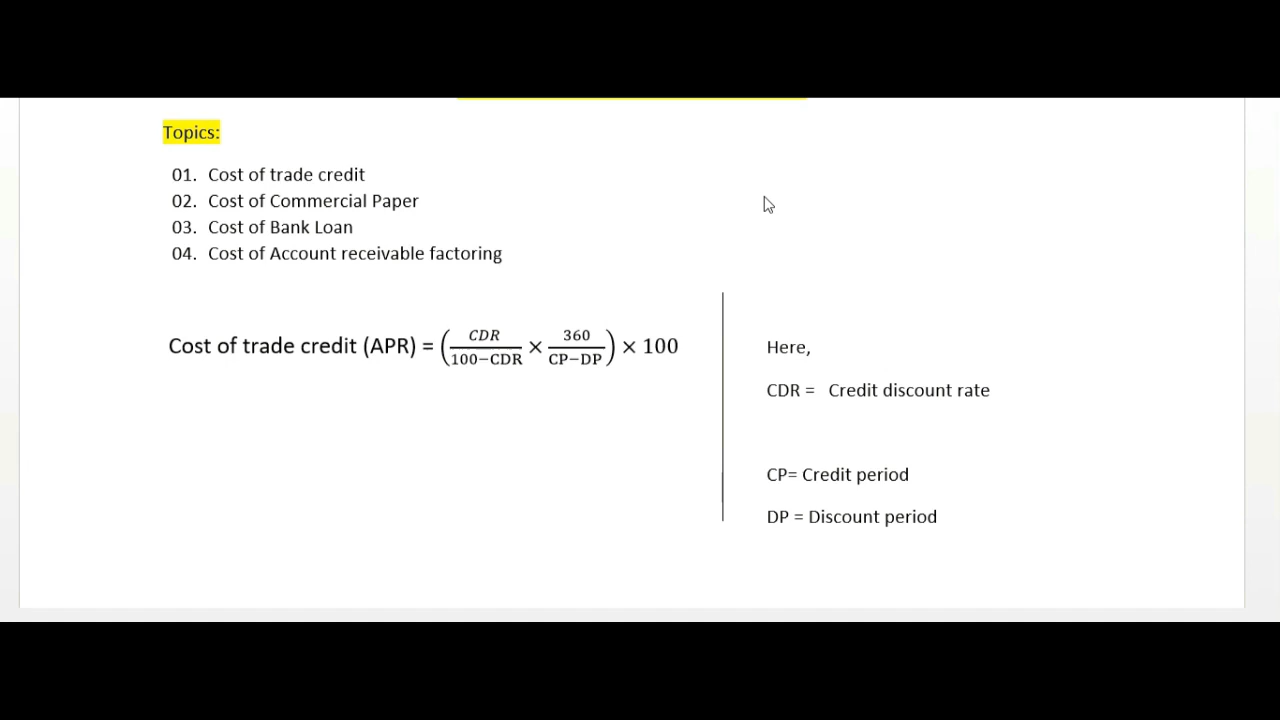 Topics:
01. Cost of trade credit
02. Cost of Commercial Paper
03. Cost of Bank Loan
04. Cost of Account receivable factoring
Cost of trade credit (APR) = (CDR/100−CDR × 360/CP−DP) × 100
Here,
CDR = Credit discount rate
CP= Credit period
DP = Discount period